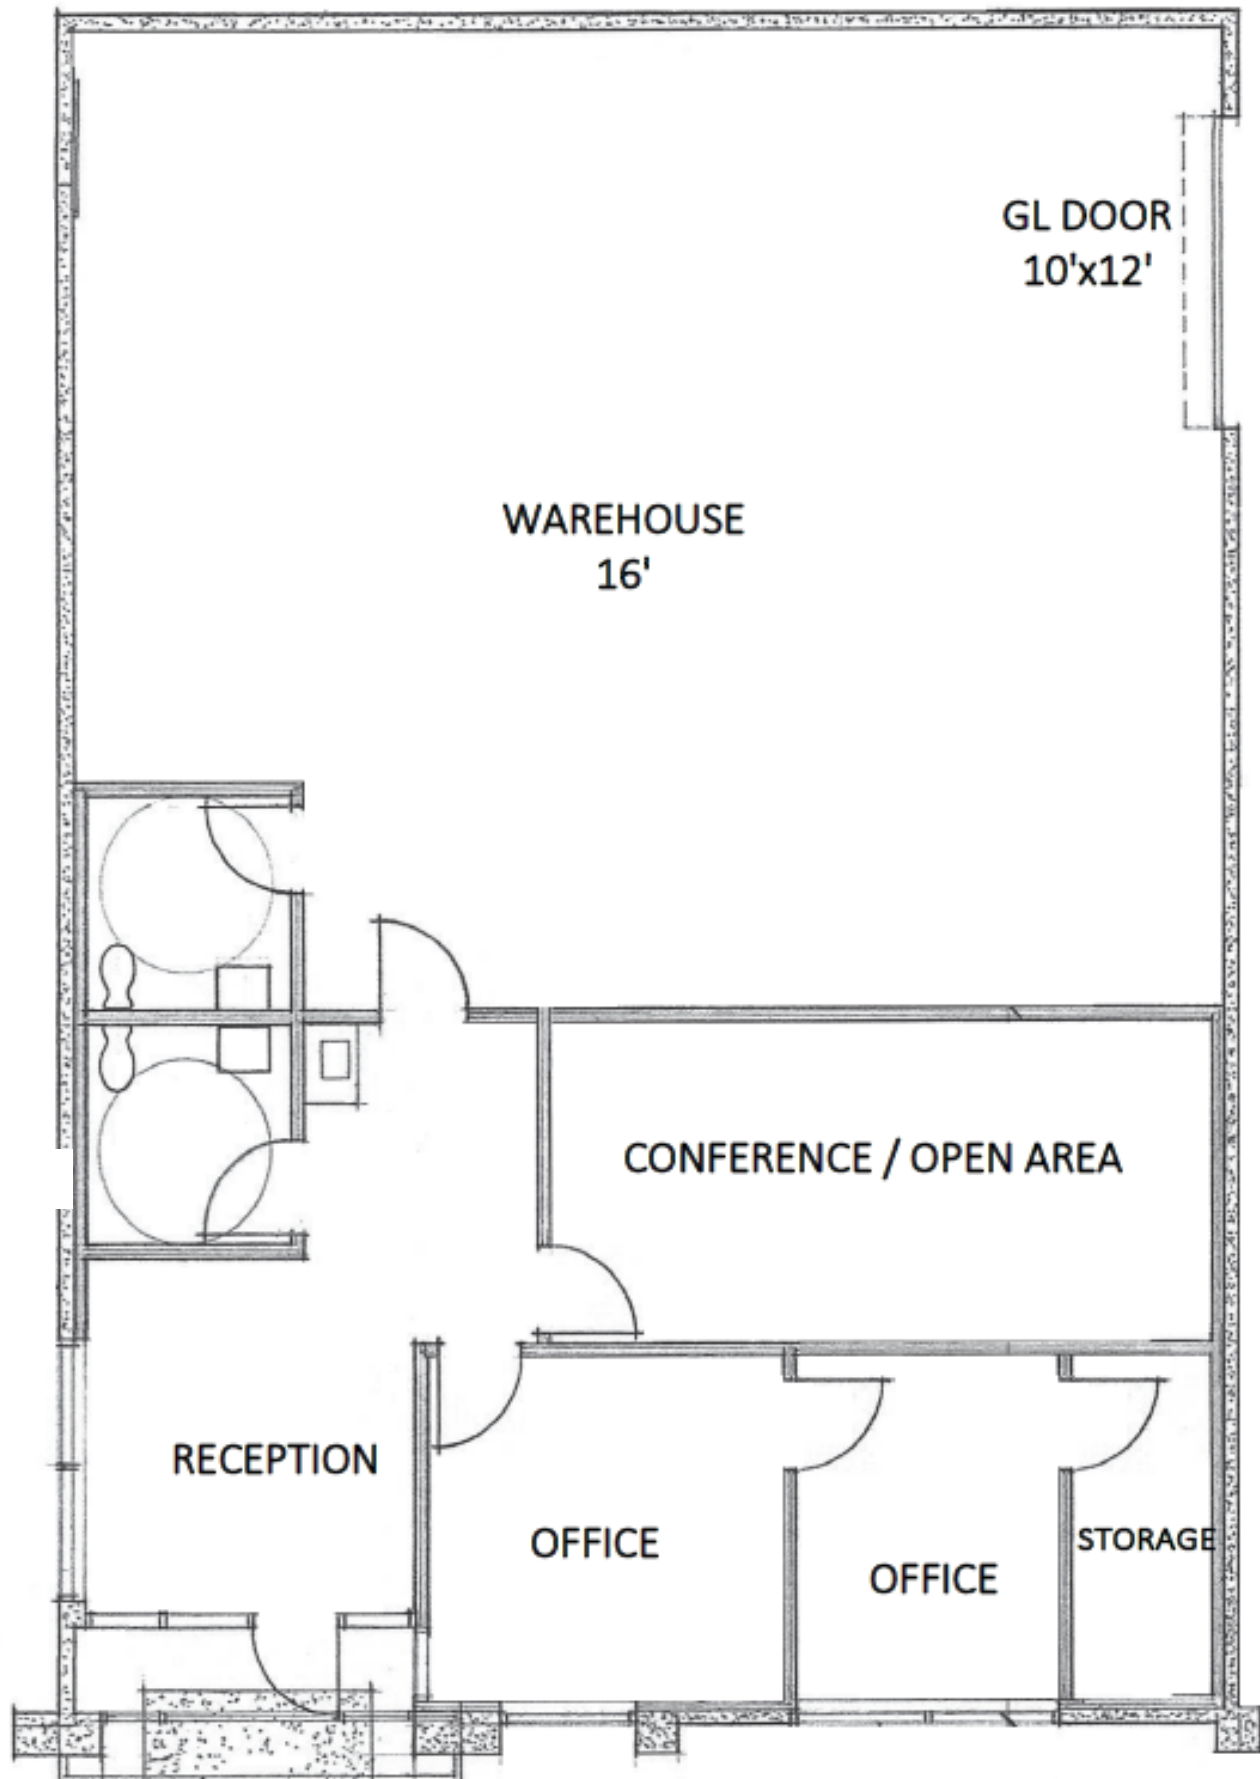 GL DOOR
10'x12'
WAREHOUSE
16'
CONFERENCE / OPEN AREA
RECEPTION
OFFICE
OFFICE
STORAGE